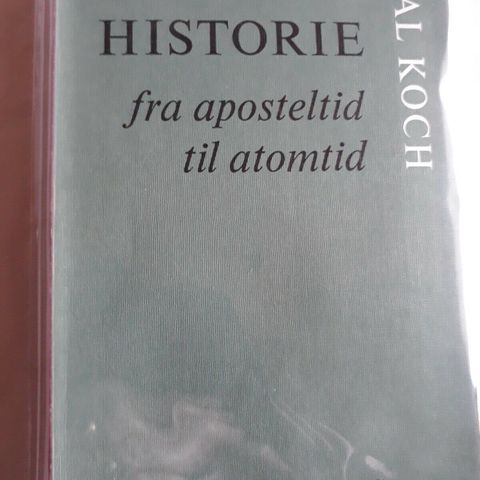 HISTORIE
fra aposteltid
til atomtid
AL KOCH